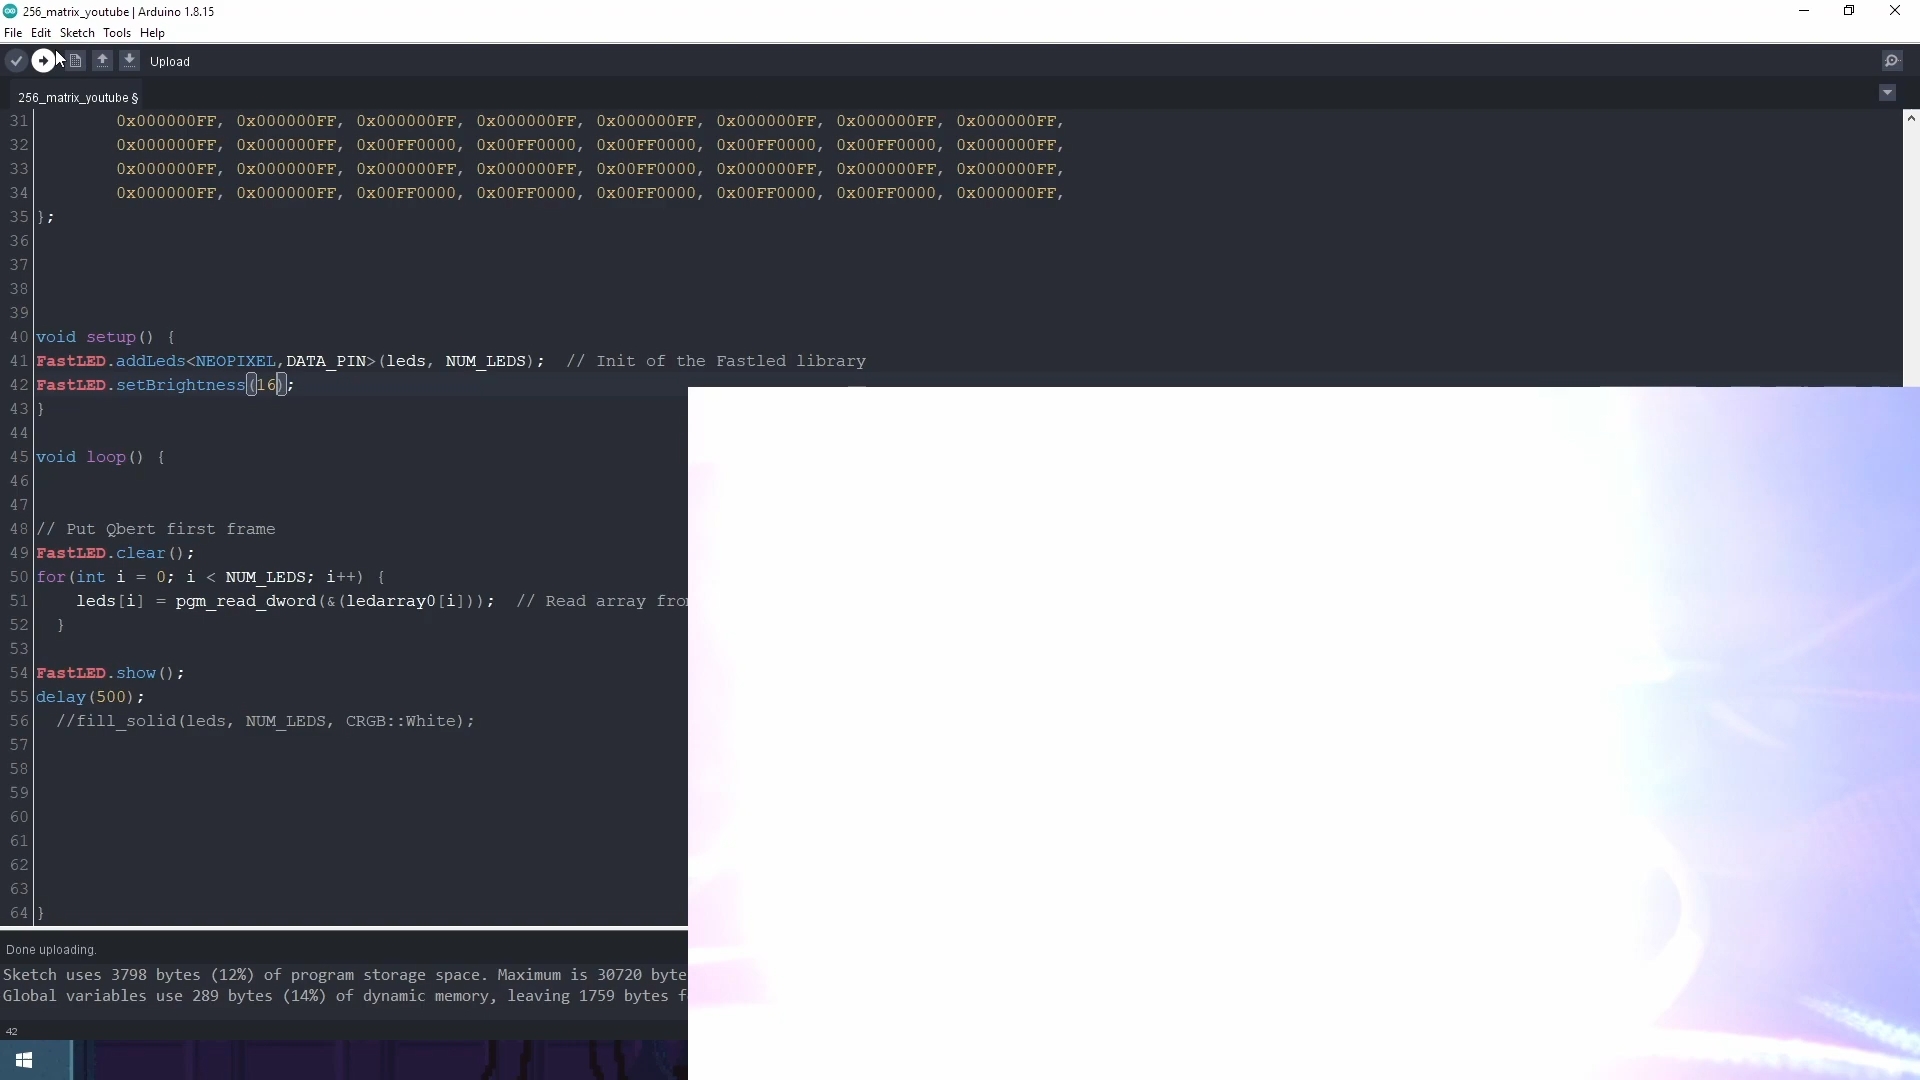 256_matrix_youtube | Arduino 1.8.15
File Edit Sketch Tools Help
Upload
256_matrix_youtube §
31 0x000000FF, 0x000000FF, 0x000000FF, 0x000000FF, 0x000000FF, 0x000000FF, 0x000000FF, 0x000000FF,
32 0x000000FF, 0x000000FF, 0x00FF0000, 0x00FF0000, 0x00FF0000, 0x00FF0000, 0x00FF0000, 0x000000FF,
33 0x000000FF, 0x000000FF, 0x000000FF, 0x000000FF, 0x00FF0000, 0x000000FF, 0x000000FF, 0x000000FF,
34 0x000000FF, 0x000000FF, 0x00FF0000, 0x00FF0000, 0x00FF0000, 0x00FF0000, 0x00FF0000, 0x000000FF,
35 };
36
37
38
39
40 void setup() {
41 FastLED.addLeds<NEOPIXEL,DATA_PIN>(leds, NUM_LEDS); // Init of the Fastled library
42 FastLED.setBrightness(16);
43 }
44
45 void loop() {
46
47
48 // Put Qbert first frame
49 FastLED.clear();
50 for(int i = 0; i < NUM_LEDS; i++) {
51 leds[i] = pgm_read_dword(&(ledarray0[i])); // Read array
52 }
53
54 FastLED.show();
55 delay(500);
56 //fill_solid(leds, NUM_LEDS, CRGB::White);
57
58
59
60
61
62
63
64 }
Done uploading.
Sketch uses 3798 bytes (12%) of program storage space. Maximum is 30720
Global variables use 289 bytes (14%) of dynamic memory, leaving 1759 bytes
42